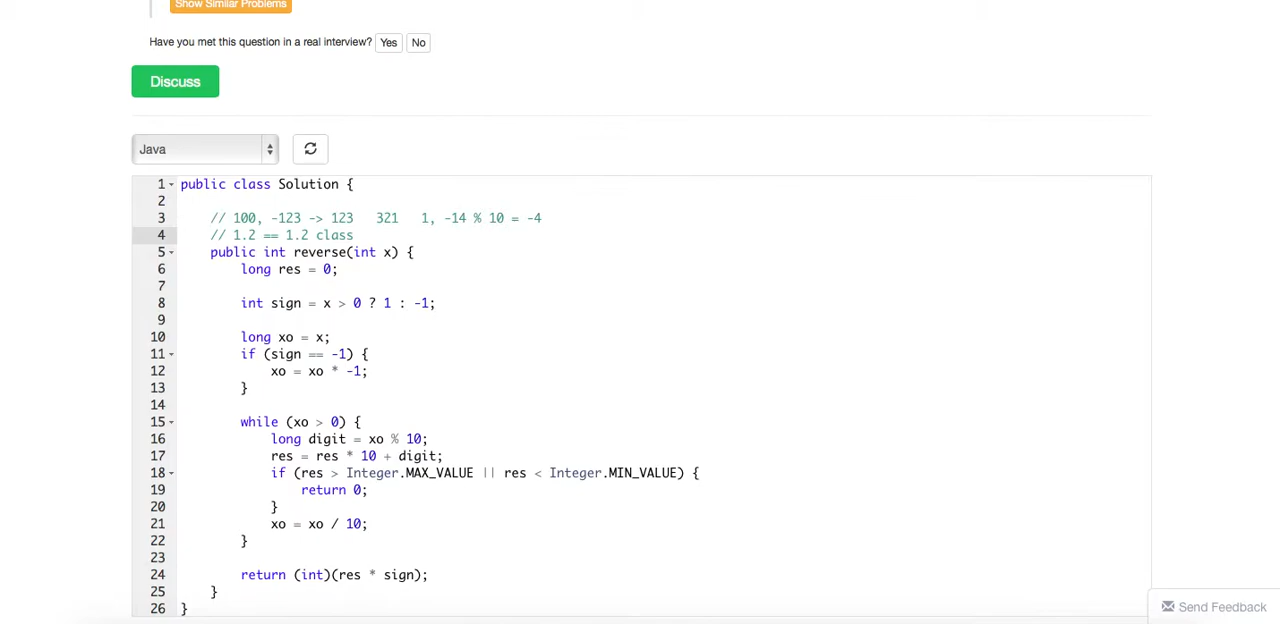 Show Similar Problems
Have you met this question in a real interview? Yes No
Discuss
Java
1 public class Solution {
2
3 // 100, -123 -> 123 321 1, -14 % 10 = -4
4 // 1.2 == 1.2 class
5 public int reverse(int x) {
6 long res = 0;
7
8 int sign = x > 0 ? 1 : -1;
9
10 long xo = x;
11 if (sign == -1) {
12 xo = xo * -1;
13 }
14
15 while (xo > 0) {
16 long digit = xo % 10;
17 res = res * 10 + digit;
18 if (res > Integer.MAX_VALUE || res < Integer.MIN_VALUE) {
19 return 0;
20 }
21 xo = xo / 10;
22 }
23
24 return (int)(res * sign);
25 }
26 }
Send Feedback